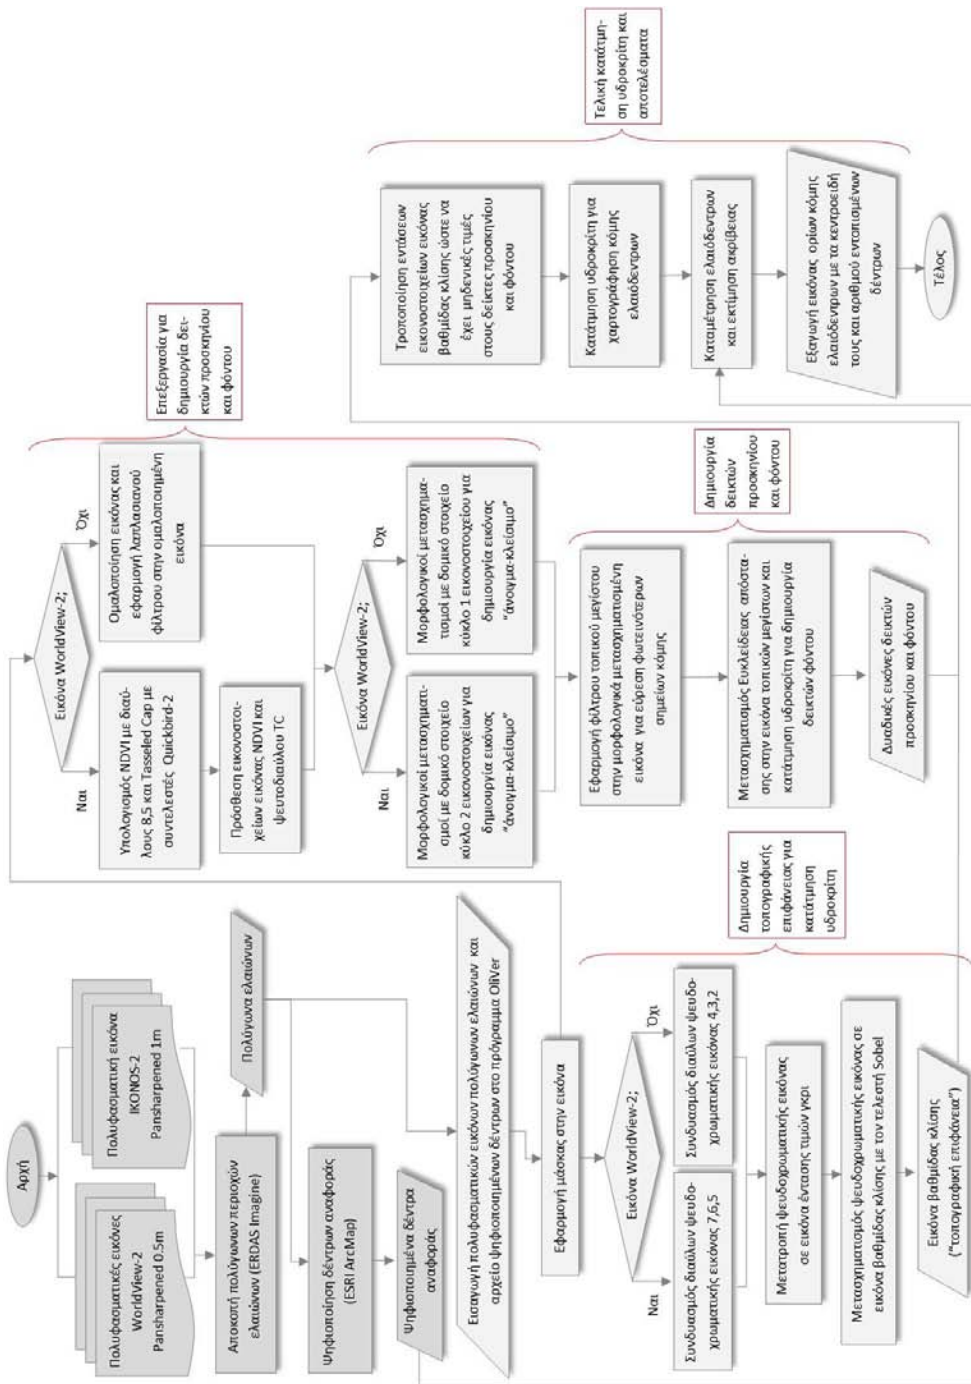 Αρχή
Πολυφασματικές εικόνες
WorldView-2
Pansharpened 0.5m
Πολυφασματική εικόνα
IKONOS-2
Pansharpened 1m
Αποκοπή πολύγωνων περιοχών
ελαιώνων (ERDAS Imagine)
Πολύγωνα ελαιώνων
Ψηφιοποίηση δέντρων αναφοράς
(ESRI ArcMap)
Ψηφιοποιημένα δέντρα
αναφοράς
Εισαγωγή πολυφασματικών εικόνων πολύγωνων ελαιώνων και
αρχείο ψηφιοποιημένων δέντρων στο πρόγραμμα OliVer
Εφαρμογή μάσκας στην εικόνα
Εικόνα WorldView-2;
Ναι
Όχι
Συνδυασμός διαύλων ψευδο-
χρωματικής εικόνας 7,6,5
Συνδυασμός διαύλων ψευδο-
χρωματικής εικόνας 4,3,2
Μετατροπή ψευδοχρωματικής εικόνας
σε εικόνα έντασης τιμών γκρι
Μετασχηματισμός ψευδοχρωματικής εικόνας σε
εικόνα βαθμίδας κλίσης με τον τελεστή Sobel
Εικόνα βαθμίδας κλίσης
(“τοπογραφική επιφάνεια”)
Δημιουργία
τοπογραφικής
επιφάνειας για
κατάτμηση
υδροκρίτη
Εικόνα WorldView-2;
Ναι
Όχι
Υπολογισμός NDVI με διαύ-
λους 8,5 και Tasseled Cap με
συντελεστές Quickbird-2
Ομαλοποίηση εικόνας και
εφαρμογή λαπλασιανού
φίλτρου στην ομαλοποιημένη
εικόνα
Πρόσθεση εικονοστοι-
χείων εικόνας NDVI και
ψευτοδιαύλου TC
Εικόνα WorldView-2;
Ναι
Όχι
Μορφολογικοί μετασχηματι-
σμοί με δομικό στοιχείο
κύκλο 2 εικονοστοιχείων για
δημιουργία εικόνας
“άνοιγμα-κλείσιμο”
Μορφολογικοί μετασχημα-
τισμοί με δομικό στοιχείο
κύκλο 1 εικονοστοιχείου για
δημιουργία εικόνας
“άνοιγμα-κλείσιμο”
Επεξεργασία για
δημιουργία δει-
κτών προσκηνίου
και φόντου
Εφαρμογή φίλτρου τοπικού μεγίστου
στην μορφολογικά μετασχηματισμένη
εικόνα για εύρεση φωτεινότερων
σημείων κόμης
Μετασχηματισμός Ευκλείδειας απόστα-
σης στην εικόνα τοπικών μεγίστων και
κατάτμηση υδροκρίτη για δημιουργία
δεικτών φόντου
Δυαδικές εικόνες δεικτών
προσκηνίου και φόντου
Δημιουργία
δεικτών
προσκηνίου
και φόντου
Τροποποίηση εντάσεων
εικονοστοιχείων εικόνας
βαθμίδας κλίσης ώστε να
έχει μηδενικές τιμές
στους δείκτες προσκηνίου
και φόντου
Κατάτμηση υδροκρίτη για
χαρτογράφηση κόμης
ελαιόδεντρων
Καταμέτρηση ελαιόδεντρων
και εκτίμηση ακρίβειας
Εξαγωγή εικόνας ορίων κόμης
ελαιόδεντρων με τα κεντροειδή
τους και αριθμού εντοπισμένων
δέντρων
Τέλος
Τελική κατάτμη-
ση υδροκρίτη και
αποτελέσματα